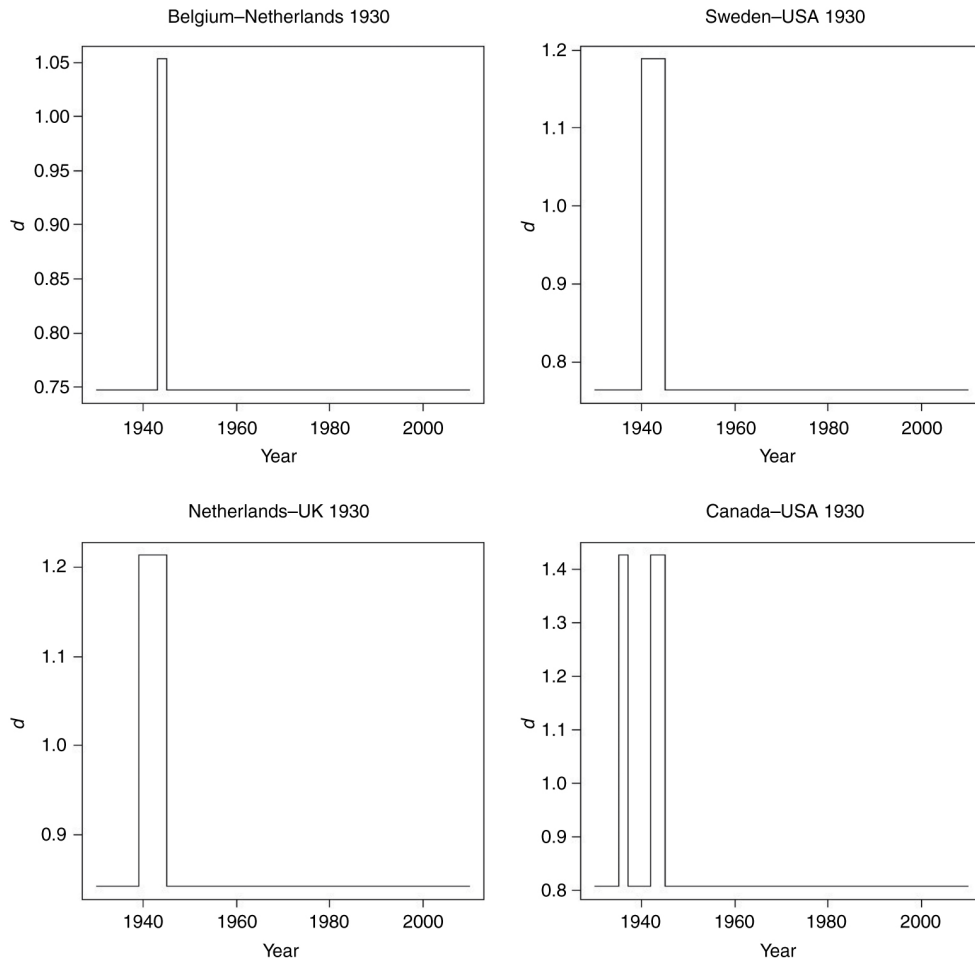 Belgium–Netherlands 1930
1.05
1.00
0.95
0.90
0.85
0.80
0.75
d
1940 1960 1980 2000
Year
Sweden–USA 1930
1.2
1.1
1.0
0.9
0.8
d
1940 1960 1980 2000
Year
Netherlands–UK 1930
1.2
1.1
1.0
0.9
d
1940 1960 1980 2000
Year
Canada–USA 1930
1.4
1.3
1.2
1.1
1.0
0.9
0.8
d
1940 1960 1980 2000
Year